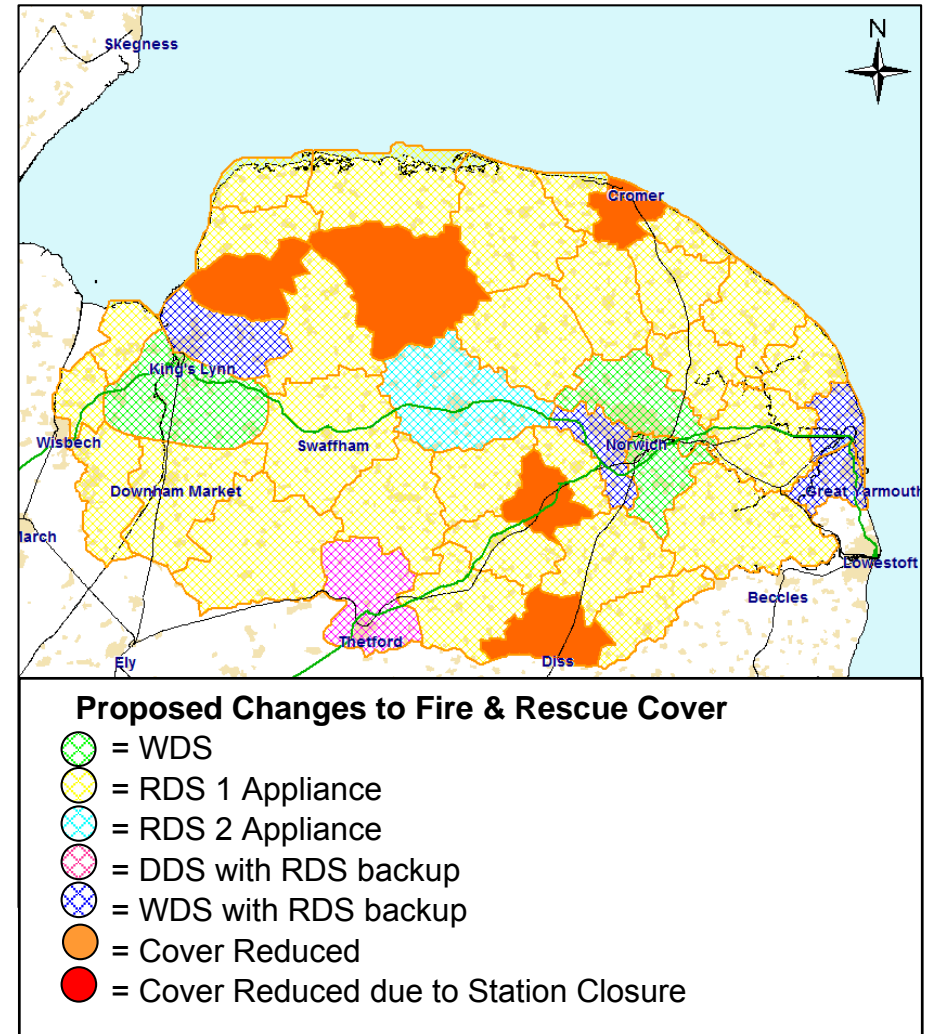 Skegness
N
Cromer
King's Lynn
Wisbech
Swaffham
Norwich
Downham Market
Great Yarmouth
March
Lowestoft
Beccles
Thetford
Ely
Diss
Proposed Changes to Fire & Rescue Cover
= WDS
= RDS 1 Appliance
= RDS 2 Appliance
= DDS with RDS backup
= WDS with RDS backup
= Cover Reduced
= Cover Reduced due to Station Closure